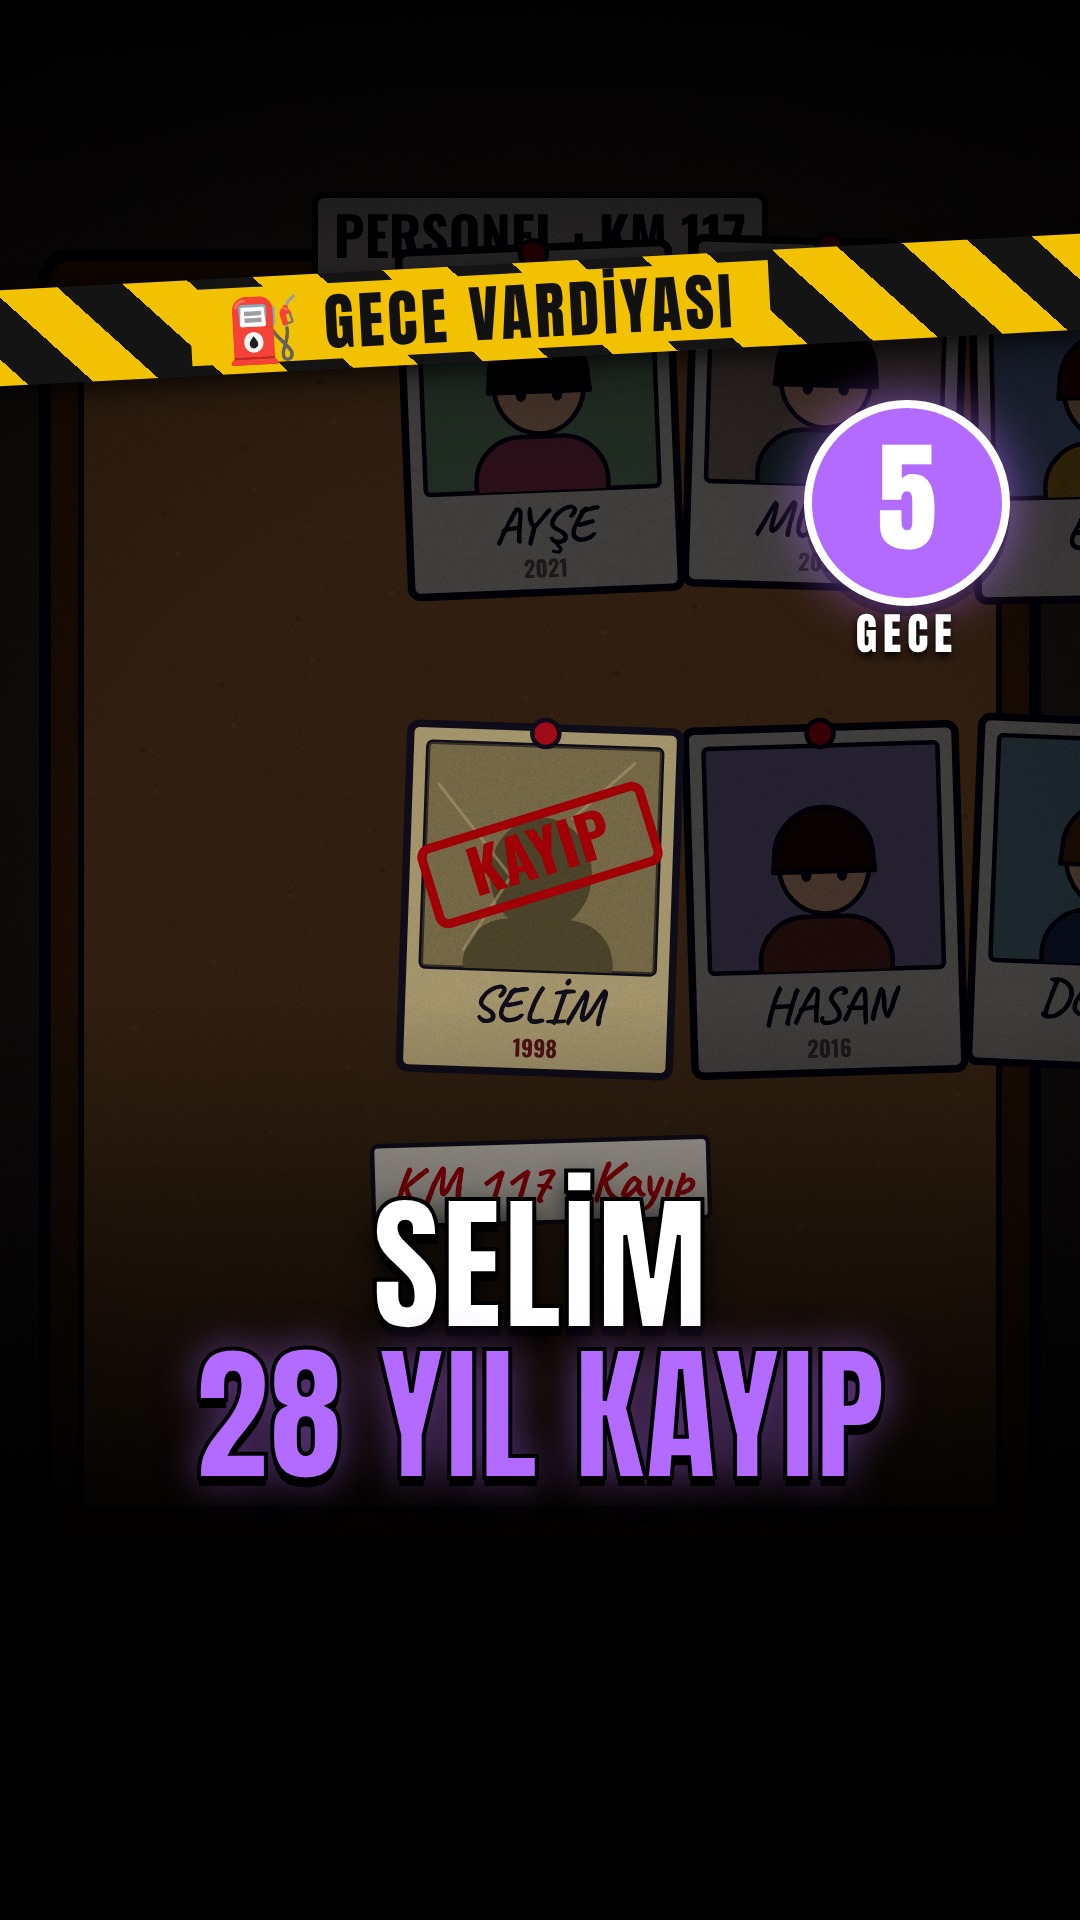 PERSONEL · KM 117
GECE VARDİYASI
AYŞE
2021
5
GECE
KAYIP
SELİM
1998
HASAN
2016
KM 117 Kayıp
SELİM
28 YIL KAYIP